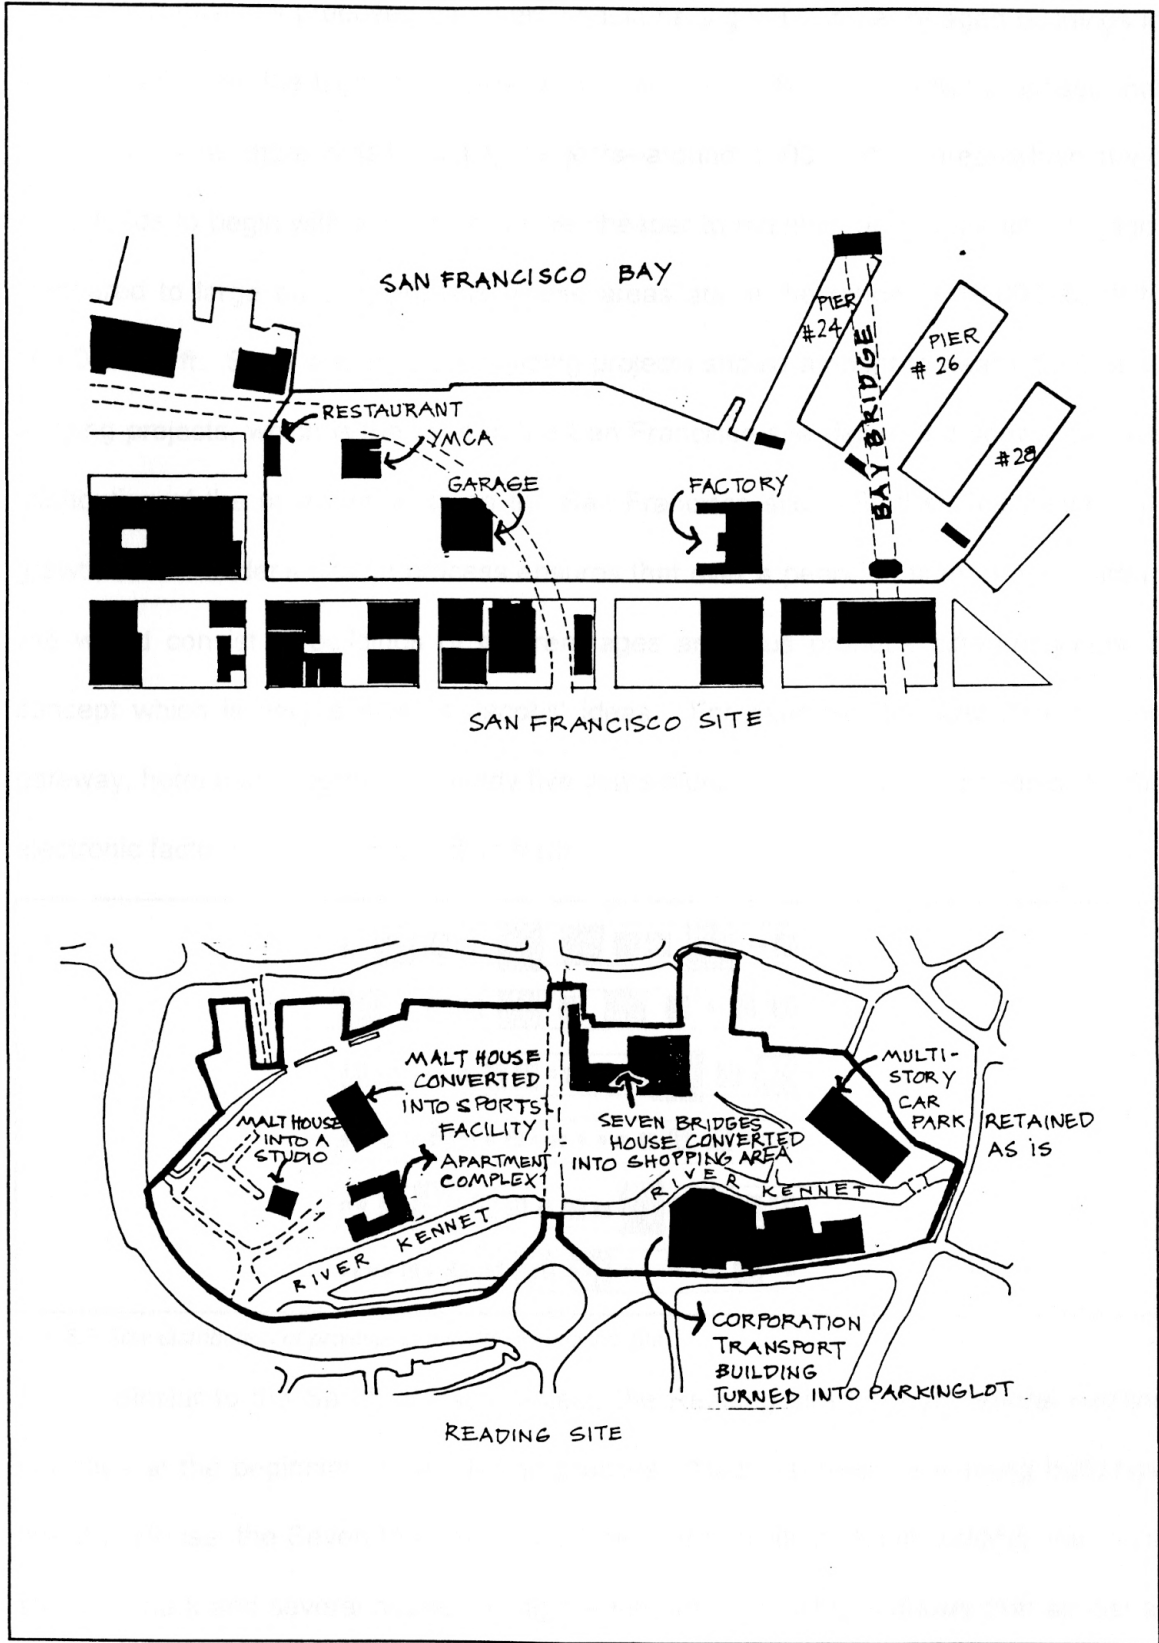 SAN FRANCISCO BAY
PIER
#24
BAY BRIDGE
PIER
# 26
#28
RESTAURANT
YMCA
GARAGE
FACTORY
SAN FRANCISCO SITE
MALT HOUSE
CONVERTED
INTO SPORTS
FACILITY
MALT HOUSE
INTO A
STUDIO
APARTMENT
COMPLEX
RIVER KENNET
SEVEN BRIDGES
HOUSE CONVERTED
INTO SHOPPING AREA
RIVER KENNET
MULTI-
STORY
CAR
PARK RETAINED
AS IS
CORPORATION
TRANSPORT
BUILDING
TURNED INTO PARKINGLOT
READING SITE